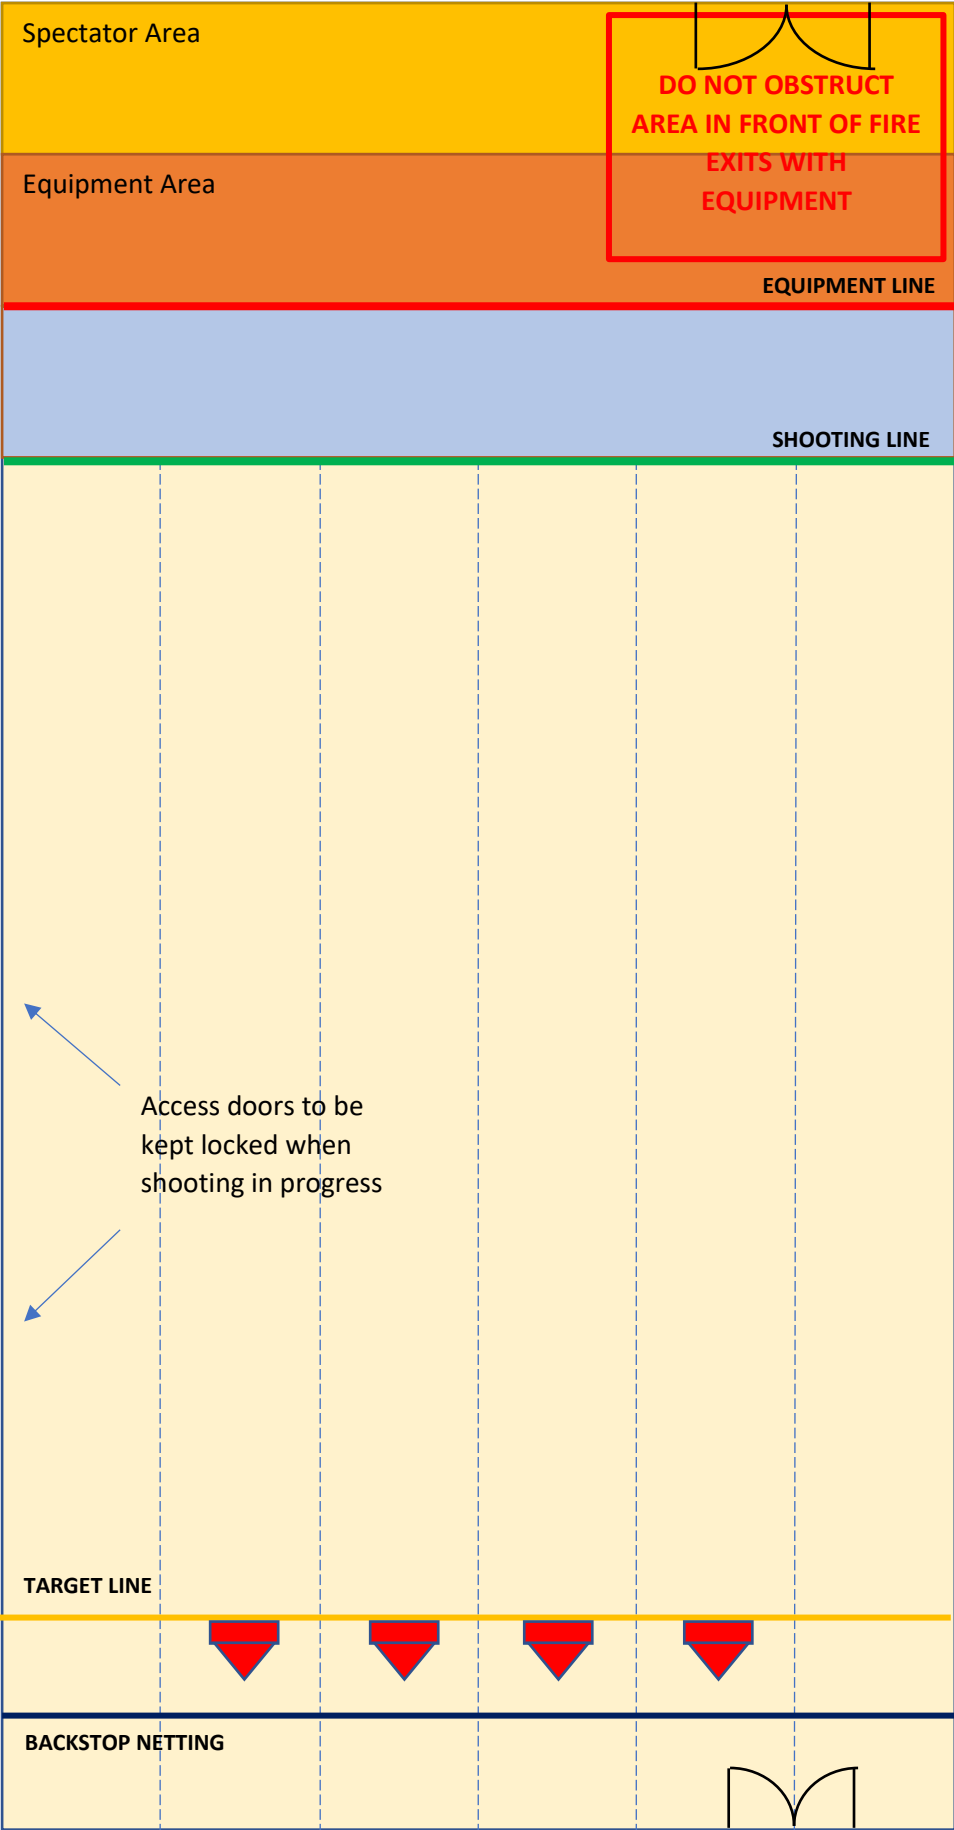 Spectator Area
DO NOT OBSTRUCT
AREA IN FRONT OF FIRE
EXITS WITH
EQUIPMENT
Equipment Area
EQUIPMENT LINE
SHOOTING LINE
Access doors to be
kept locked when
shooting in progress
TARGET LINE
BACKSTOP NETTING